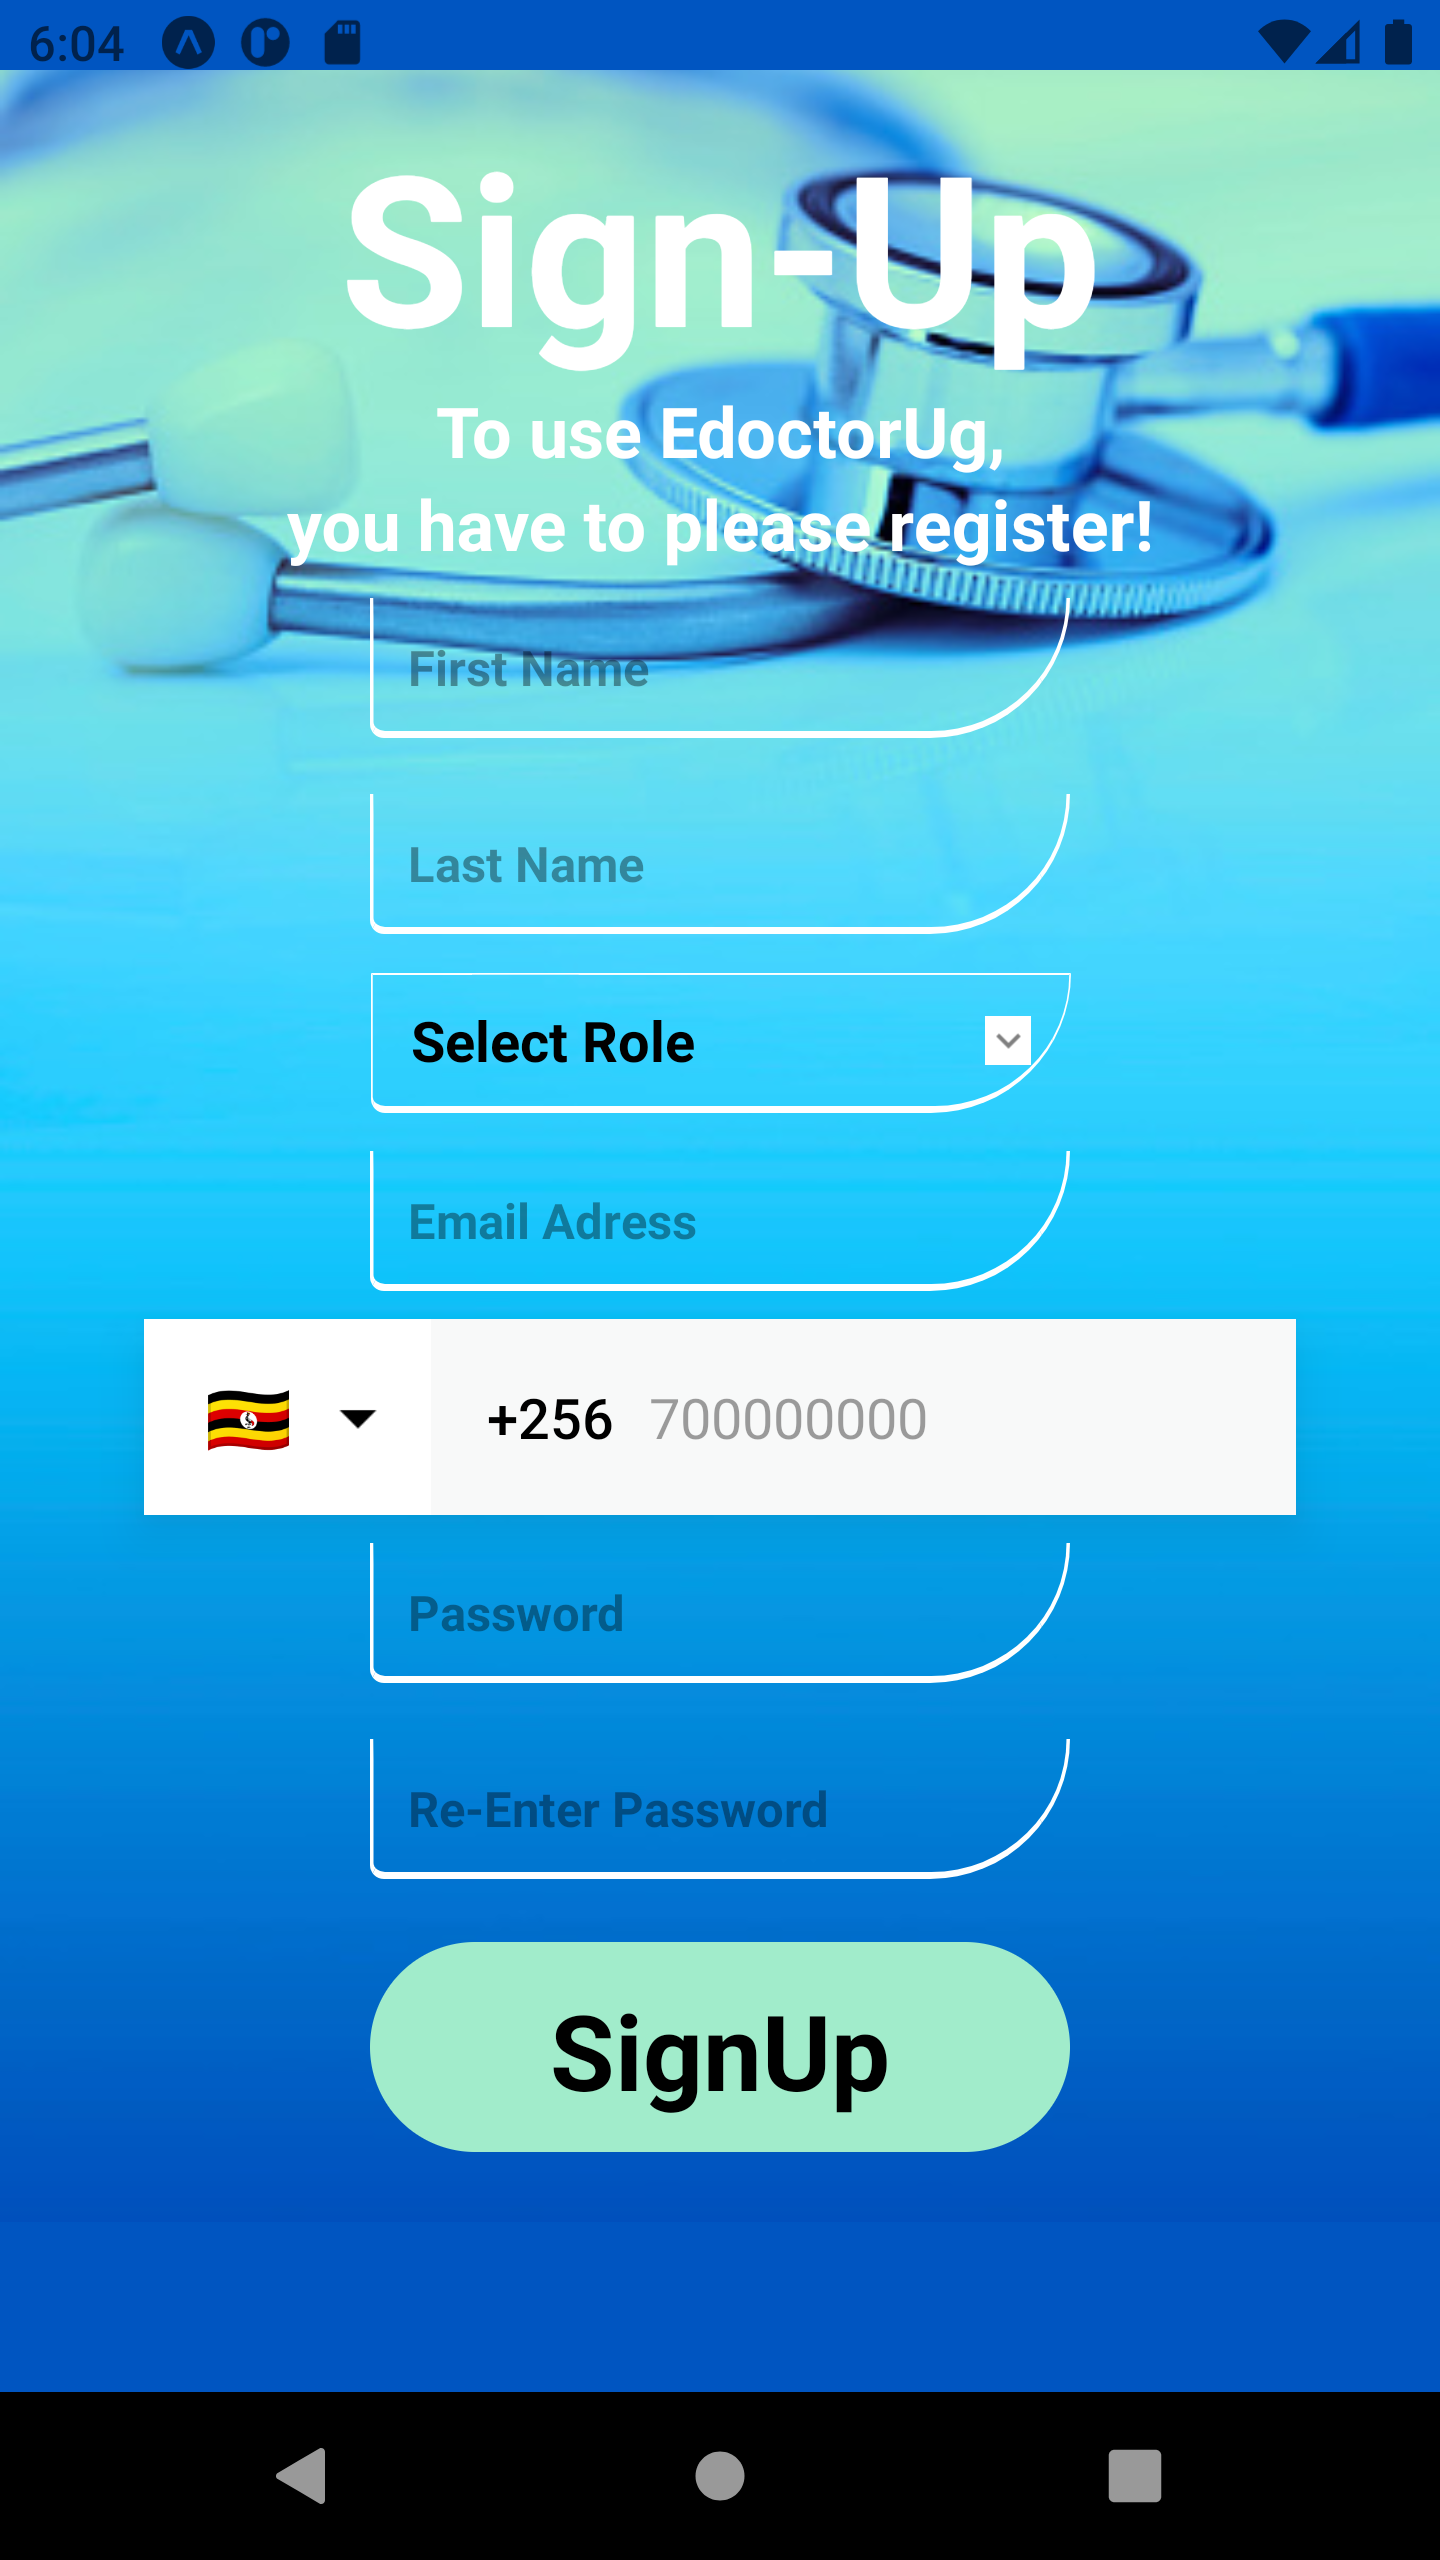 6:04
Sign-Up
To use EdoctorUg,
you have to please register!
First Name
Last Name
Select Role
Email Adress
+256 700000000
Password
Re-Enter Password
SignUp